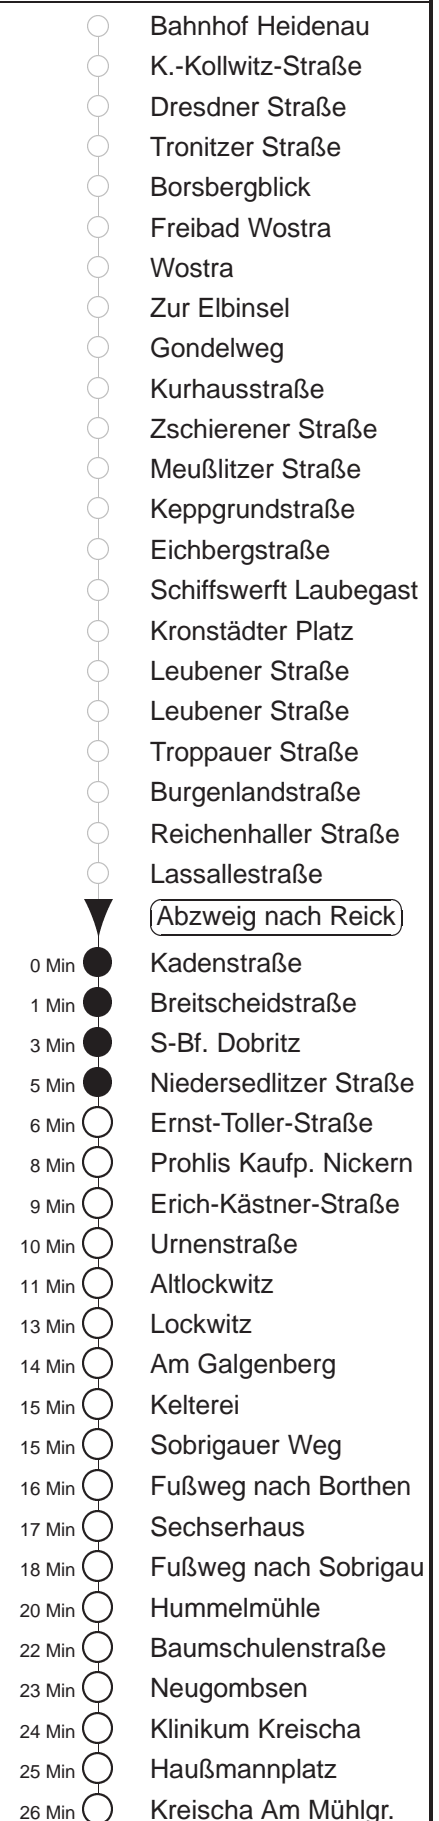 Bahnhof Heidenau
K.-Kollwitz-Straße
Dresdner Straße
Tronitzer Straße
Borsbergblick
Freibad Wostra
Wostra
Zur Elbinsel
Gondelweg
Kurhausstraße
Zschierener Straße
Meußlitzer Straße
Keppgrundstraße
Eichbergstraße
Schiffswerft Laubegast
Kronstädter Platz
Leubener Straße
Leubener Straße
Troppauer Straße
Burgenlandstraße
Reichenhaller Straße
Lassallestraße
Abzweig nach Reick
0 Min Kadenstraße
1 Min Breitscheidstraße
3 Min S-Bf. Dobritz
5 Min Niedersedlitzer Straße
6 Min Ernst-Toller-Straße
8 Min Prohlis Kaufp. Nickern
9 Min Erich-Kästner-Straße
10 Min Urnenstraße
11 Min Altlockwitz
13 Min Lockwitz
14 Min Am Galgenberg
15 Min Kelterei
15 Min Sobrigauer Weg
16 Min Fußweg nach Borthen
17 Min Sechserhaus
18 Min Fußweg nach Sobrigau
20 Min Hummelmühle
22 Min Baumschulenstraße
23 Min Neugombsen
24 Min Klinikum Kreischa
25 Min Haußmannplatz
26 Min Kreischa Am Mühlgr.